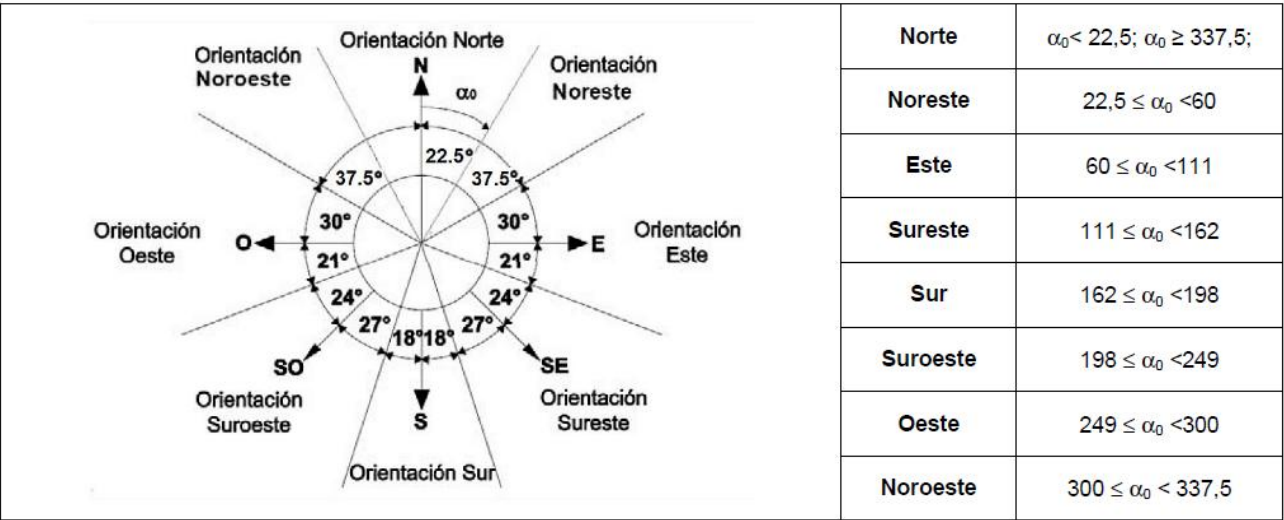 Orientación Norte
N
Orientación
Noroeste
Orientación
Noreste
α₀
22.5°
37.5°
37.5°
30°
30°
Orientación
Oeste
O
E
Orientación
Este
21°
21°
24°
24°
27°
27°
18°
18°
SO
SE
Orientación
Suroeste
S
Orientación
Sureste
Orientación Sur
Norte
α₀< 22,5; α₀ ≥ 337,5;
Noreste
22,5 ≤ α₀ <60
Este
60 ≤ α₀ <111
Sureste
111 ≤ α₀ <162
Sur
162 ≤ α₀ <198
Suroeste
198 ≤ α₀ <249
Oeste
249 ≤ α₀ <300
Noroeste
300 ≤ α₀ < 337,5